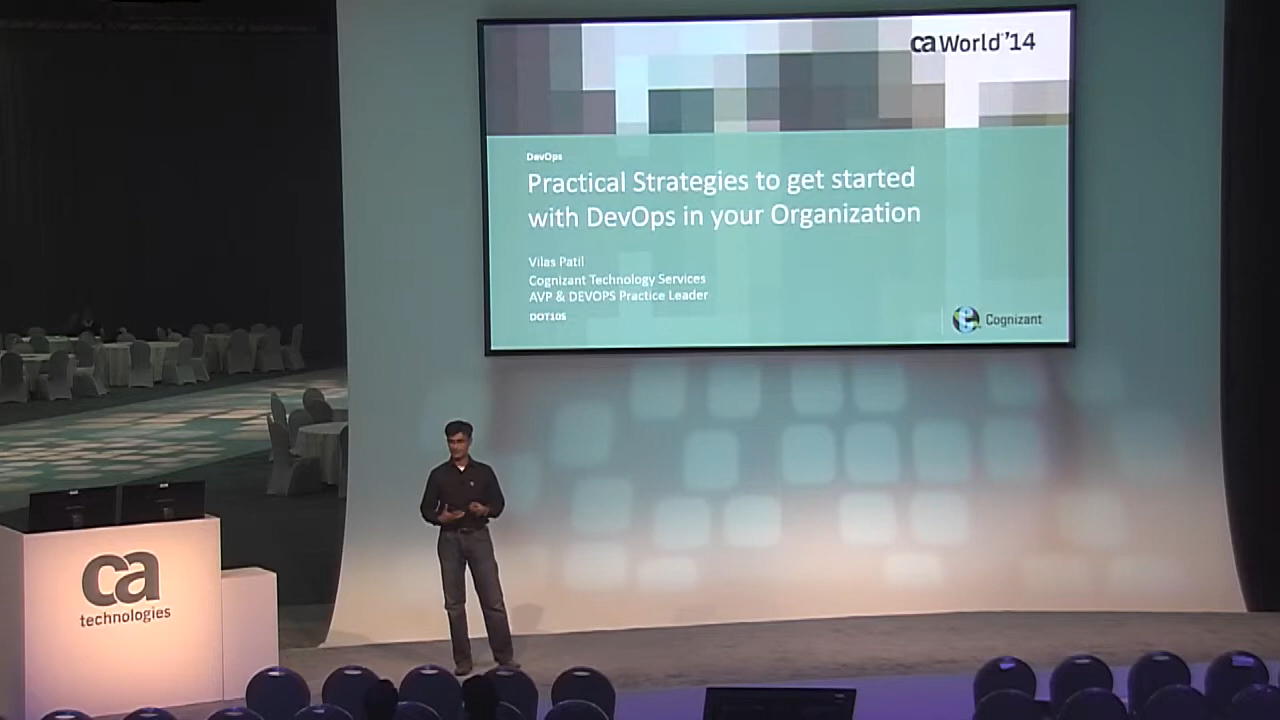 ca World '14
DevOps
Practical Strategies to get started
with DevOps in your Organization
Vilas Patil
Cognizant Technology Services
AVP & DEVOPS Practice Leader
DOT10S
Cognizant
ca
technologies